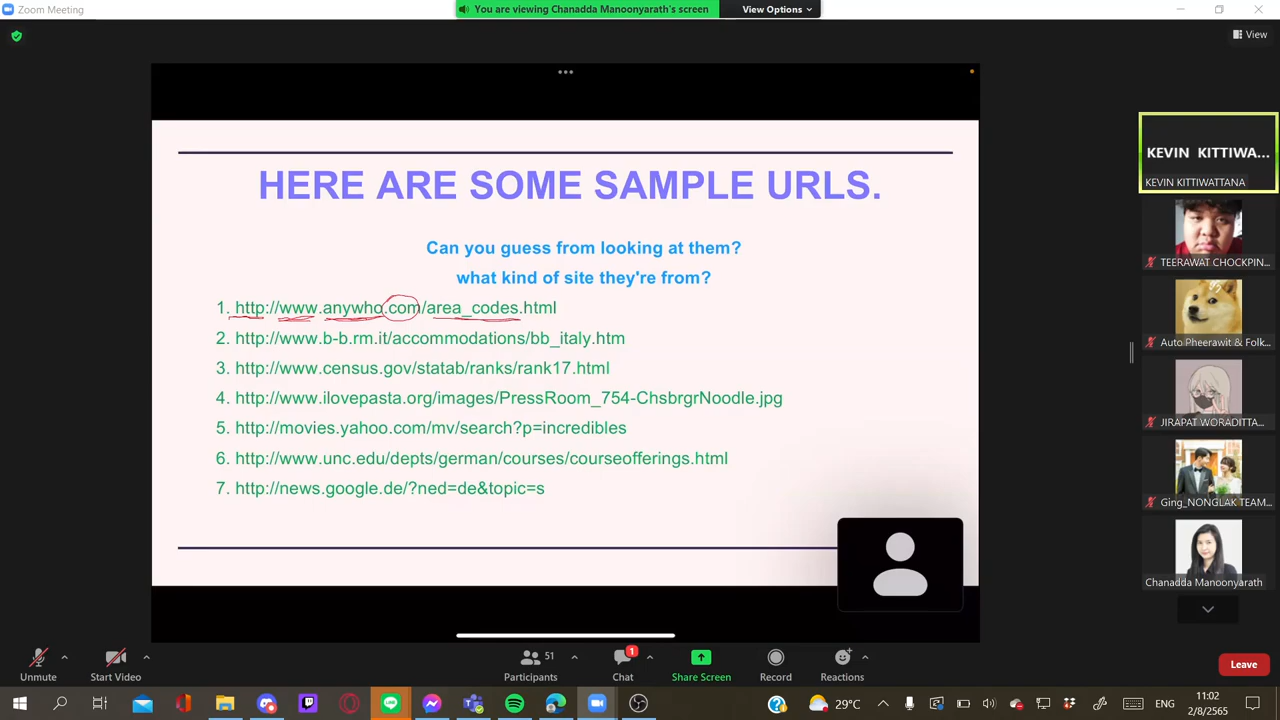 Zoom Meeting
You are viewing Chanadda Manoonyarath's screen
View Options
View
HERE ARE SOME SAMPLE URLS.
Can you guess from looking at them?
what kind of site they're from?
1. http://www.anywho.com/area_codes.html
2. http://www.b-b.rm.it/accommodations/bb_italy.htm
3. http://www.census.gov/statab/ranks/rank17.html
4. http://www.ilovepasta.org/images/PressRoom_754-ChsbrgrNoodle.jpg
5. http://movies.yahoo.com/mv/search?p=incredibles
6. http://www.unc.edu/depts/german/courses/courseofferings.html
7. http://news.google.de/?ned=de&topic=s
KEVIN KITTIWA...
KEVIN KITTIWATTANA
TEERAWAT CHOCKPIN...
Auto Pheerawit & Folk...
JIRAPAT WORADITTA...
Ging_NONGLAK TEAM...
Chanadda Manoonyarath
Unmute
Start Video
51
Participants
1
Chat
Share Screen
Record
Reactions
Leave
29°C
ENG
11:02
2/8/2565